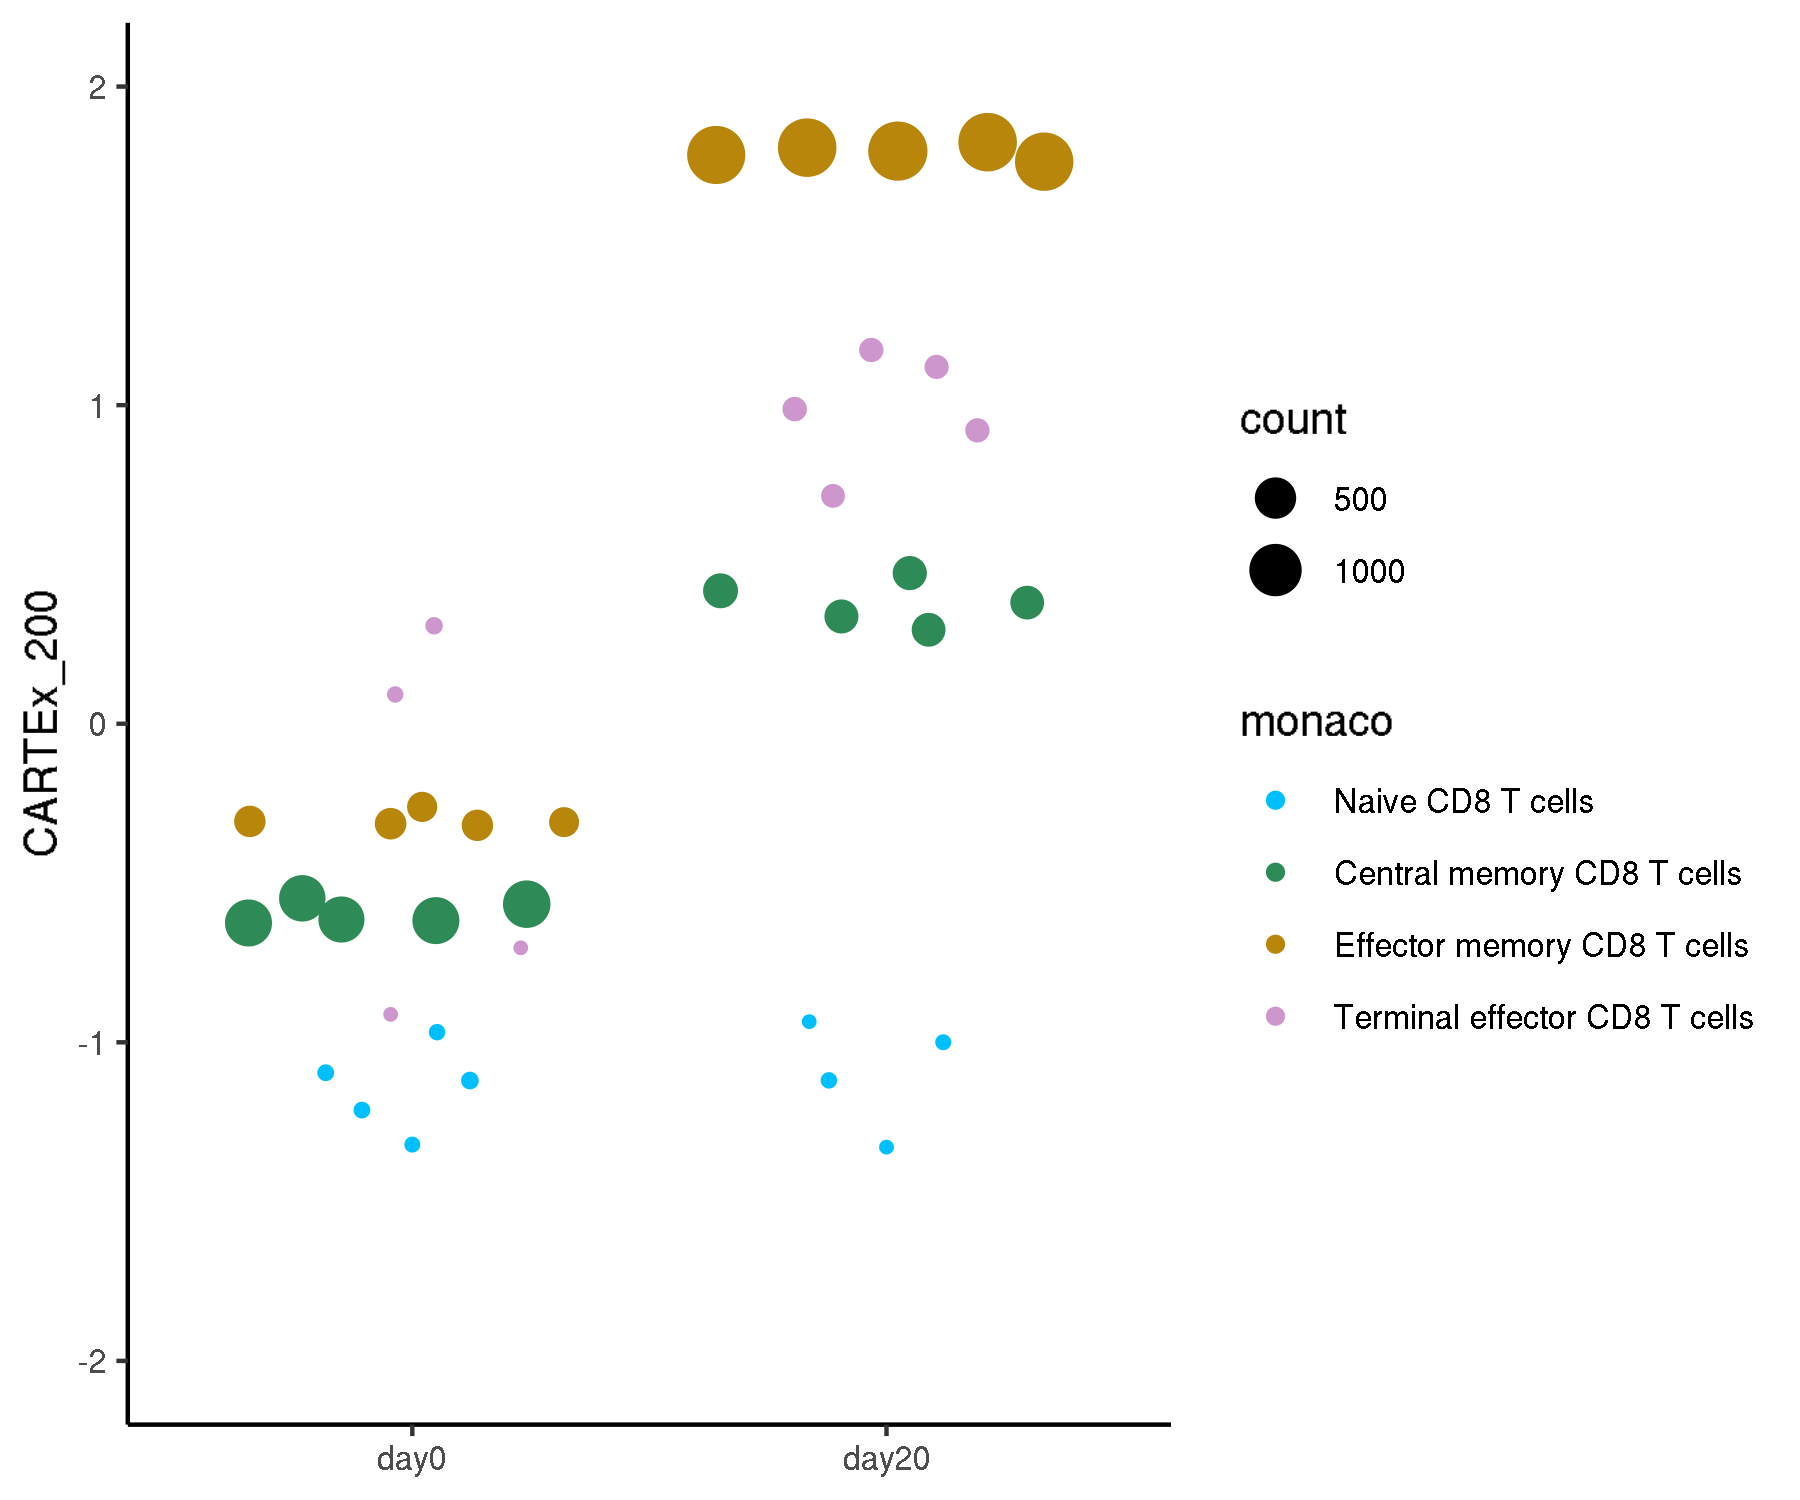 CARTEx_200
2
1
0
-1
-2
day0
day20
count
500
1000
monaco
Naive CD8 T cells
Central memory CD8 T cells
Effector memory CD8 T cells
Terminal effector CD8 T cells